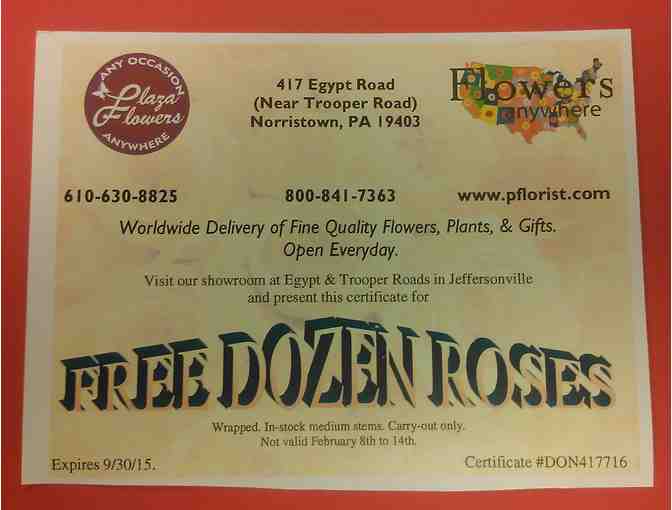 ANY OCCASION
Plaza
Flowers
ANYWHERE
417 Egypt Road
(Near Trooper Road)
Norristown, PA 19403
Flowers
anywhere
610-630-8825
800-841-7363
www.pflorist.com
Worldwide Delivery of Fine Quality Flowers, Plants, & Gifts.
Open Everyday.
Visit our showroom at Egypt & Trooper Roads in Jeffersonville
and present this certificate for
FREE DOZEN ROSES
Wrapped. In-stock medium stems. Carry-out only.
Not valid February 8th to 14th.
Expires 9/30/15.
Certificate #DON417716